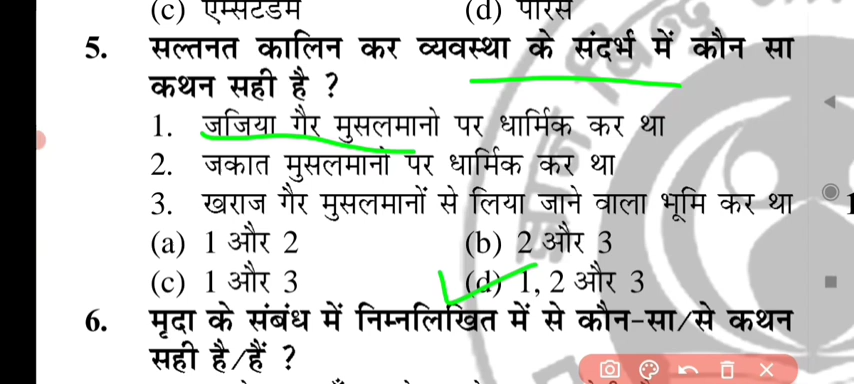 (c) एम्सटडम (d) पारस
5. सल्तनत कालिन कर व्यवस्था के संदर्भ में कौन सा
कथन सही है ?
1. जजिया गैर मुसलमानो पर धार्मिक कर था
2. जकात मुसलमानो पर धार्मिक कर था
3. खराज गैर मुसलमानों से लिया जाने वाला भूमि कर था
(a) 1 और 2 (b) 2 और 3
(c) 1 और 3 (d) 1, 2 और 3
6. मृदा के संबंध में निम्नलिखित में से कौन-सा/से कथन
सही है/हैं ?